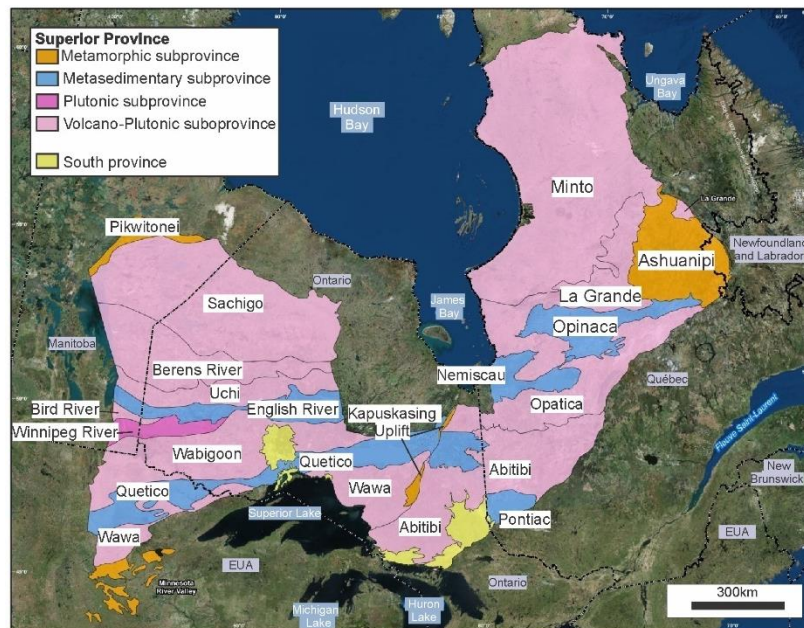 Superior Province
Metamorphic subprovince
Metasedimentary subprovince
Plutonic subprovince
Volcano-Plutonic suboprovince
South province
Hudson
Bay
Ungava
Bay
Minto
La Grande
Pikwitonei
Ashuanipi
Newfoundland
and Labrador
Ontario
Sachigo
La Grande
James
Bay
Opinaca
Manitoba
Berens River
Nemiscau
Québec
Uchi
Bird River
English River
Kapuskasing
Uplift
Opatica
Winnipeg River
Fleuve Saint-Laurent
Wabigoon
Quetico
Abitibi
New
Brunswick
Quetico
Wawa
Superior Lake
Abitibi
Pontiac
Wawa
EUA
EUA
Minnesota
River Valley
Ontario
300km
Michigan
Lake
Huron
Lake